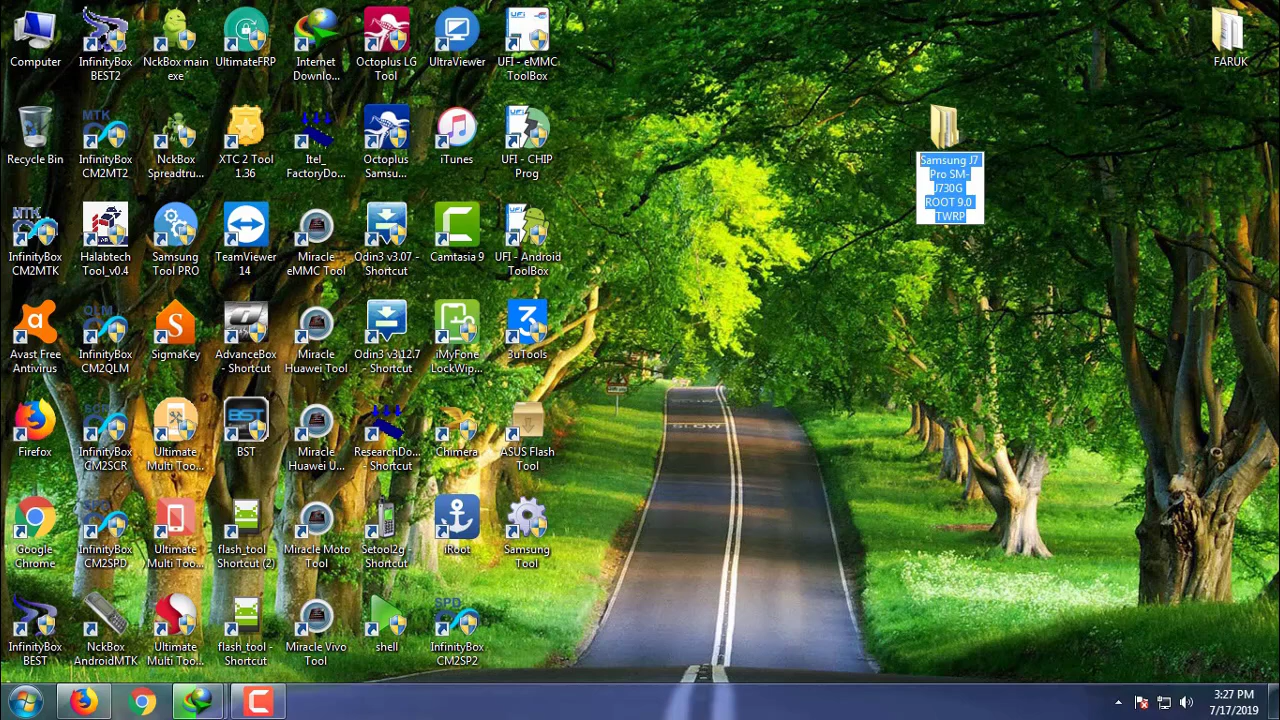 Computer
InfinityBox
BEST2
NckBox main
exe
UltimateFRP
Internet
Downlo...
Octoplus LG
Tool
UltraViewer
UFI - eMMC
ToolBox
FARUK
Recycle Bin
InfinityBox
CM2MT2
NckBox
Spreadtru...
XTC 2 Tool
1.36
Itel_
FactoryDo...
Octoplus
Samsu...
iTunes
UFI - CHIP
Prog
Samsung J7
Pro SM-
J730G
ROOT 9.0
TWRP
InfinityBox
CM2MTK
Halabtech
Tool_v0.4
Samsung
Tool PRO
TeamViewer
14
Miracle
eMMC Tool
Odin3 v3.07 -
Shortcut
Camtasia 9
UFI - Android
ToolBox
Avast Free
Antivirus
InfinityBox
CM2QLM
SigmaKey
AdvanceBox
- Shortcut
Miracle
Huawei Tool
Odin3 v3.12.7
- Shortcut
iMyFone
LockWip...
3uTools
Firefox
InfinityBox
CM2SCR
Ultimate
Multi Too...
BST
Miracle
Huawei U...
ResearchDo...
- Shortcut
Chimera
ASUS Flash
Tool
Google
Chrome
InfinityBox
CM2SPD
Ultimate
Multi Too...
flash_tool -
Shortcut (2)
Miracle Moto
Tool
Setool2g -
Shortcut
iRoot
Samsung
Tool
InfinityBox
BEST
NckBox
AndroidMTK
Ultimate
Multi Too...
flash_tool -
Shortcut
Miracle Vivo
Tool
shell
InfinityBox
CM2SP2
SLOW
3:27 PM
7/17/2019